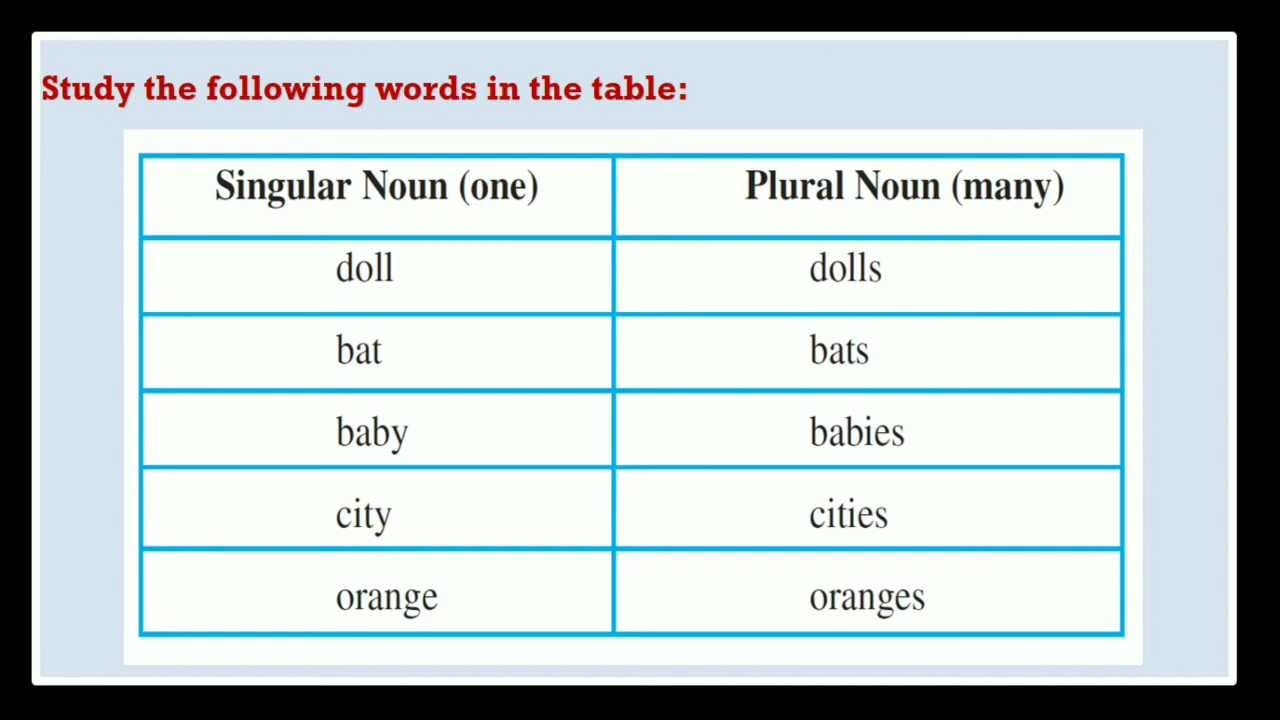 Study the following words in the table:
Singular Noun (one) Plural Noun (many)
doll dolls
bat bats
baby babies
city cities
orange oranges